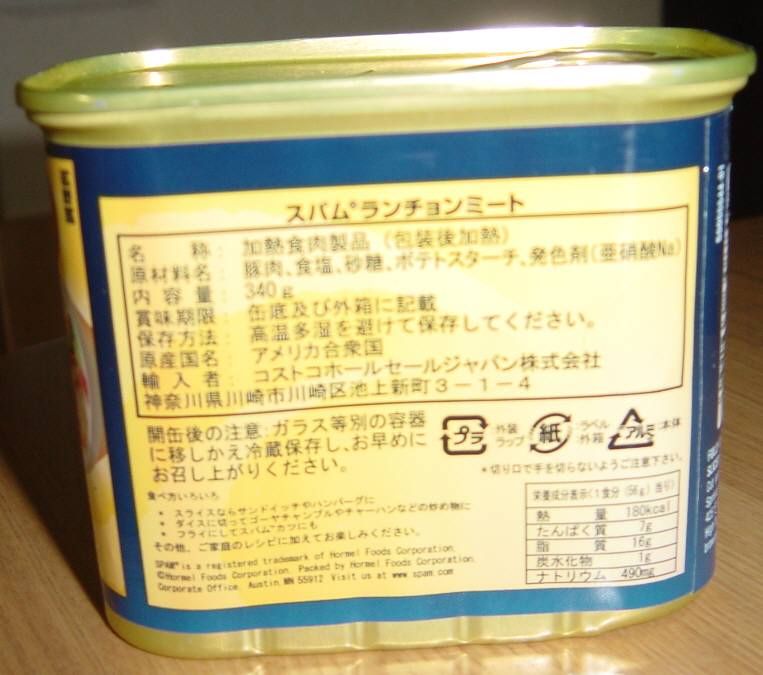 スパム®ランチョンミート
名　　称：加熱食肉製品（包装後加熱）
原材料名：豚肉、食塩、砂糖、ポテトスターチ、発色剤（亜硝酸Na）
内 容 量：340g
賞味期限：缶底及び外箱に記載
保存方法：高温多湿を避けて保存してください。
原産国名：アメリカ合衆国
輸 入 者：コストコホールセールジャパン株式会社
神奈川県川崎市川崎区池上新町3－1－4
開缶後の注意：ガラス等別の容器
に移しかえ冷蔵保存し、お早めに
お召し上がりください。
プラ 外装 ラップ 紙 :ラベル :外箱 アルミ :本体
*切り口で手を切らないようご注意下さい。
食べ方いろいろ
• スライスならサンドイッチやハンバーグに
• ダイスに切ってゴーヤチャンプルやチャーハンなどの炒め物に
• フライにしてスパム®カツにも
その他、ご家庭のレシピに加えてお楽しみください。
SPAM® is a registered trademark of Hormel Foods Corporation.
©Hormel Foods Corporation. Packed by Hormel Foods Corporation.
Corporate Office, Austin MN 55912 Visit us at www.spam.com
栄養成分表示(1食分 (56g) 当り)
熱　　量 180kcal
たんぱく質 7g
脂　　質 16g
炭水化物 1g
ナトリウム 490mg